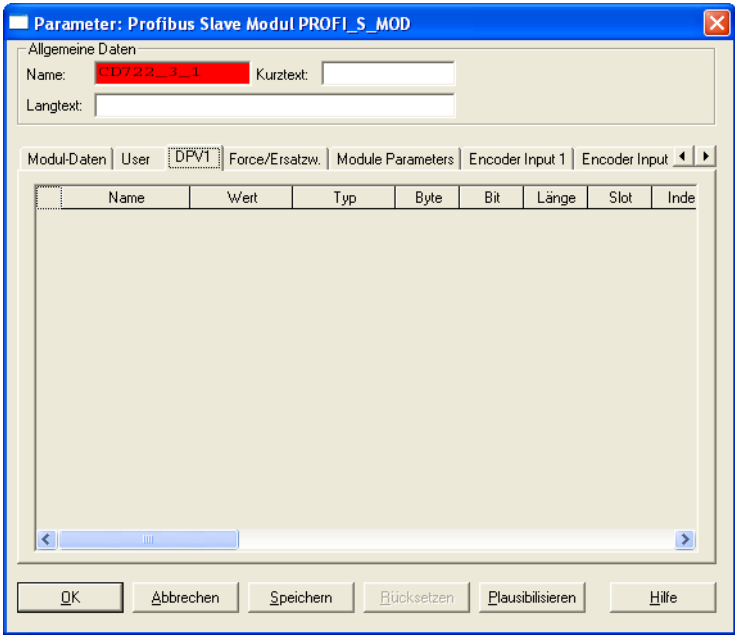 Parameter: Profibus Slave Modul PROFI_S_MOD
Allgemeine Daten
Name: CD722_3_1 Kurztext:
Langtext:
Modul-Daten User DPV1 Force/Ersatzw. Module Parameters Encoder Input 1 Encoder Input
Name Wert Typ Byte Bit Länge Slot Inde
OK Abbrechen Speichern Rücksetzen Plausibilisieren Hilfe